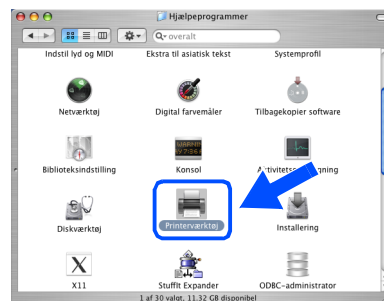 Hjælpeprogrammer
overalt
Indstil lyd og MIDI
Ekstra til asiatisk tekst
Systemprofil
Netværktøj
Digital farvemåler
Tilbagekopier software
Biblioteksindstilling
Konsol
Diskværktøj
Printerværktøj
Installering
X11
StuffIt Expander
ODBC-administrator
1 af 30 valgt, 11.32 GB disponibel